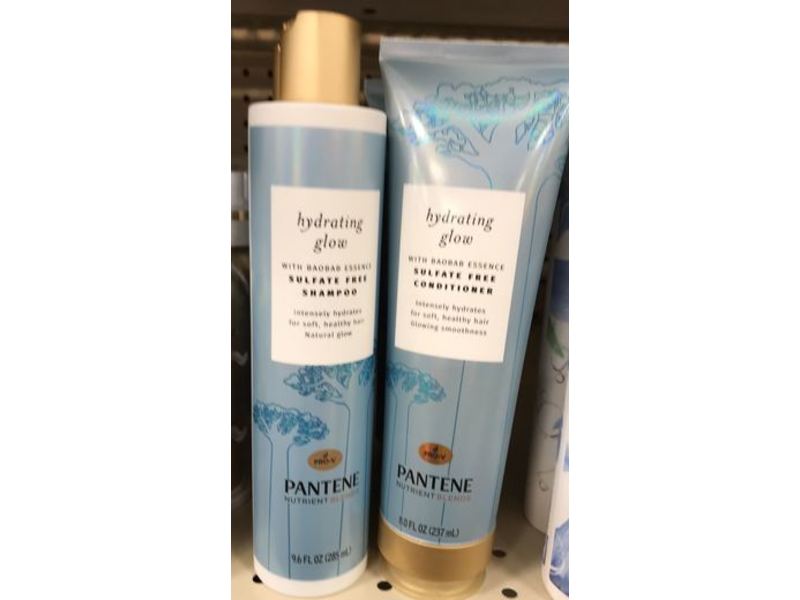 hydrating
glow
WITH BAOBAB ESSENCE
SULFATE FREE
SHAMPOO
intensely hydrates
for soft, healthy hair
Natural glow
PRO-V
PANTENE
NUTRIENT BLENDS
9.6 FL OZ (285 mL)
hydrating
glow
WITH BAOBAB ESSENCE
SULFATE FREE
CONDITIONER
intensely hydrates
for soft, healthy hair
Glowing smoothness
PRO-V
PANTENE
NUTRIENT BLENDS
8.0 FL OZ (237 mL)